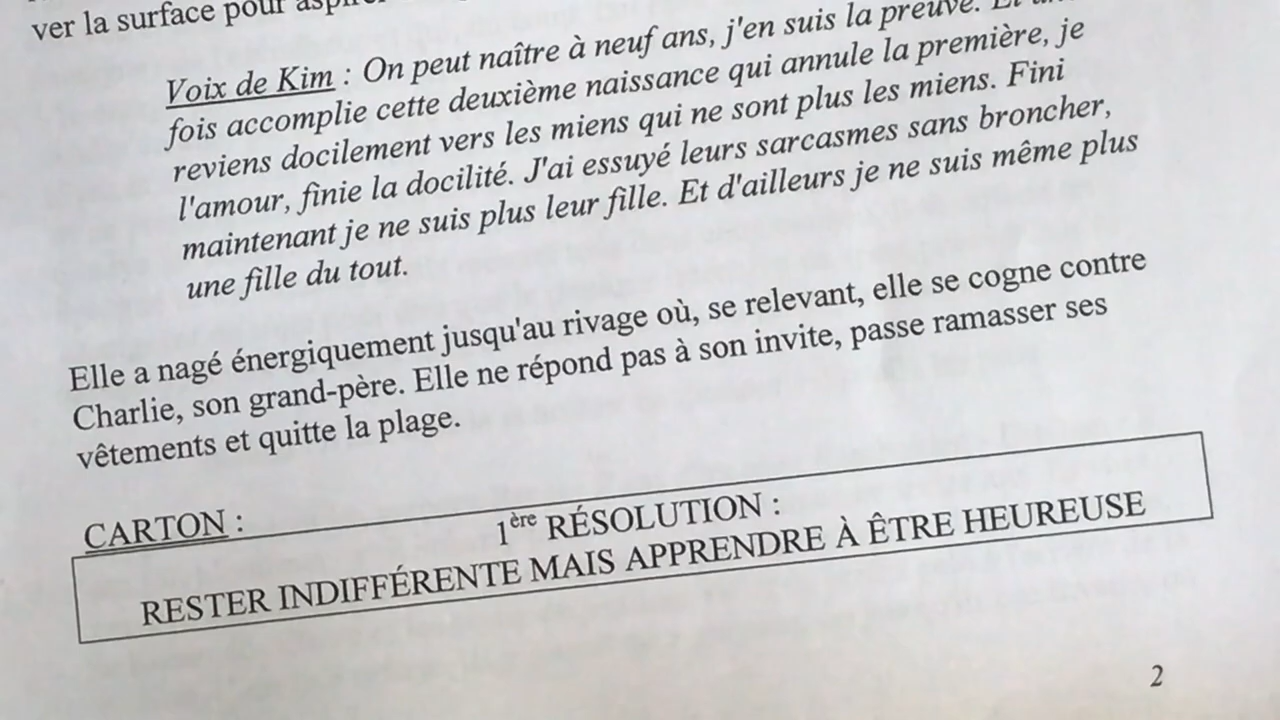 ver la surface pour
Voix de Kim : On peut naître à neuf ans, j'en suis la preuve. Et une
fois accomplie cette deuxième naissance qui annule la première, je
reviens docilement vers les miens qui ne sont plus les miens. Fini
l'amour, finie la docilité. J'ai essuyé leurs sarcasmes sans broncher,
maintenant je ne suis plus leur fille. Et d'ailleurs je ne suis même plus
une fille du tout.
Elle a nagé énergiquement jusqu'au rivage où, se relevant, elle se cogne contre
Charlie, son grand-père. Elle ne répond pas à son invite, passe ramasser ses
vêtements et quitte la plage.
CARTON :
1ère RÉSOLUTION :
RESTER INDIFFÉRENTE MAIS APPRENDRE À ÊTRE HEUREUSE
2